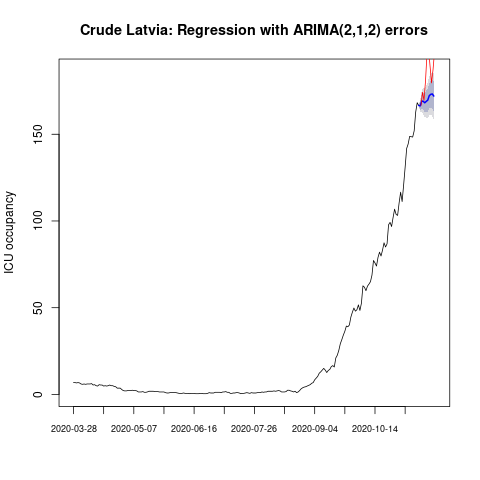 Crude Latvia: Regression with ARIMA(2,1,2) errors
ICU occupancy
150
100
50
0
2020-03-28 2020-05-07 2020-06-16 2020-07-26 2020-09-04 2020-10-14